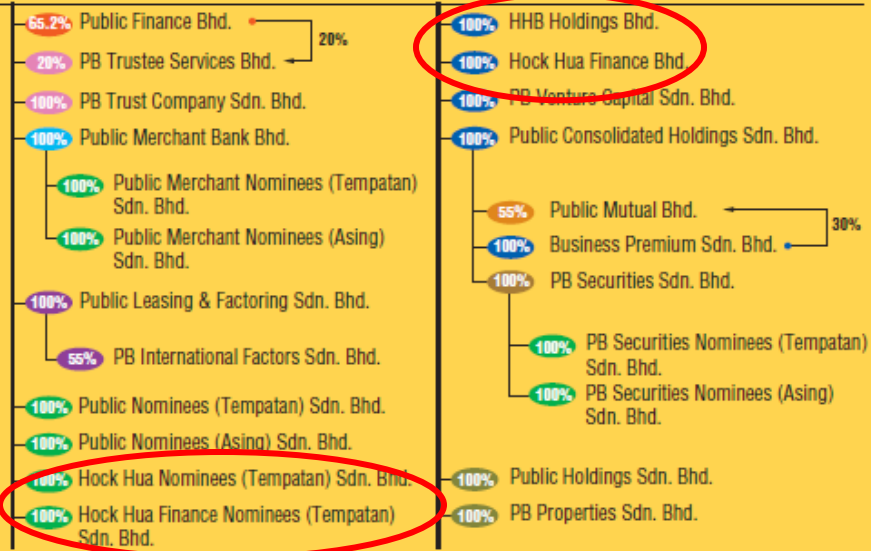 65.2% Public Finance Bhd.
20%
20% PB Trustee Services Bhd.
100% PB Trust Company Sdn. Bhd.
100% Public Merchant Bank Bhd.
100% Public Merchant Nominees (Tempatan)
Sdn. Bhd.
100% Public Merchant Nominees (Asing)
Sdn. Bhd.
100% Public Leasing & Factoring Sdn. Bhd.
55% PB International Factors Sdn. Bhd.
100% Public Nominees (Tempatan) Sdn. Bhd.
100% Public Nominees (Asing) Sdn. Bhd.
100% Hock Hua Nominees (Tempatan) Sdn. Bhd.
100% Hock Hua Finance Nominees (Tempatan)
Sdn. Bhd.
100% HHB Holdings Bhd.
100% Hock Hua Finance Bhd.
100% PB Venture Capital Sdn. Bhd.
100% Public Consolidated Holdings Sdn. Bhd.
55% Public Mutual Bhd.
30%
100% Business Premium Sdn. Bhd.
100% PB Securities Sdn. Bhd.
100% PB Securities Nominees (Tempatan)
Sdn. Bhd.
100% PB Securities Nominees (Asing)
Sdn. Bhd.
100% Public Holdings Sdn. Bhd.
100% PB Properties Sdn. Bhd.